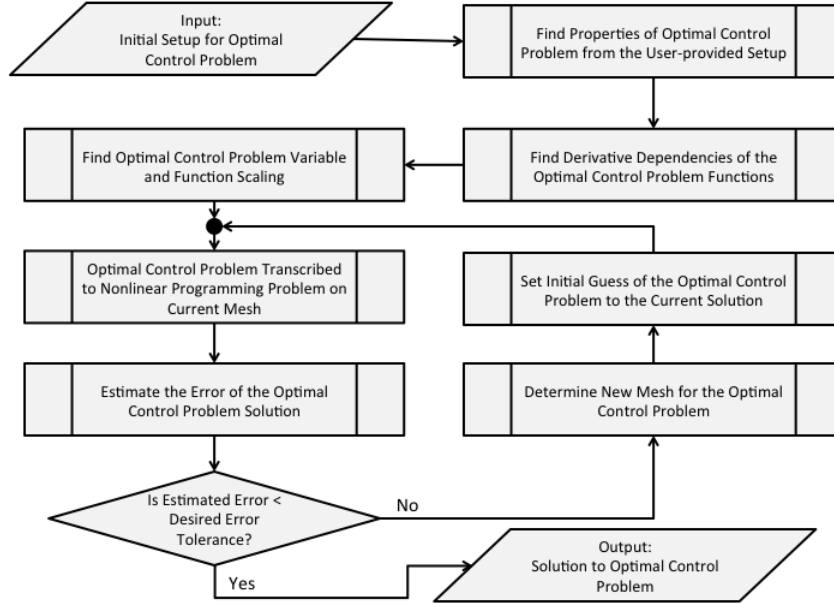 Input:
Initial Setup for Optimal
Control Problem
Find Properties of Optimal Control
Problem from the User-provided Setup
Find Optimal Control Problem Variable
and Function Scaling
Find Derivative Dependencies of the
Optimal Control Problem Functions
Optimal Control Problem Transcribed
to Nonlinear Programming Problem on
Current Mesh
Set Initial Guess of the Optimal Control
Problem to the Current Solution
Estimate the Error of the Optimal
Control Problem Solution
Determine New Mesh for the Optimal
Control Problem
Is Estimated Error <
Desired Error
Tolerance?
No
Yes
Output:
Solution to Optimal Control
Problem